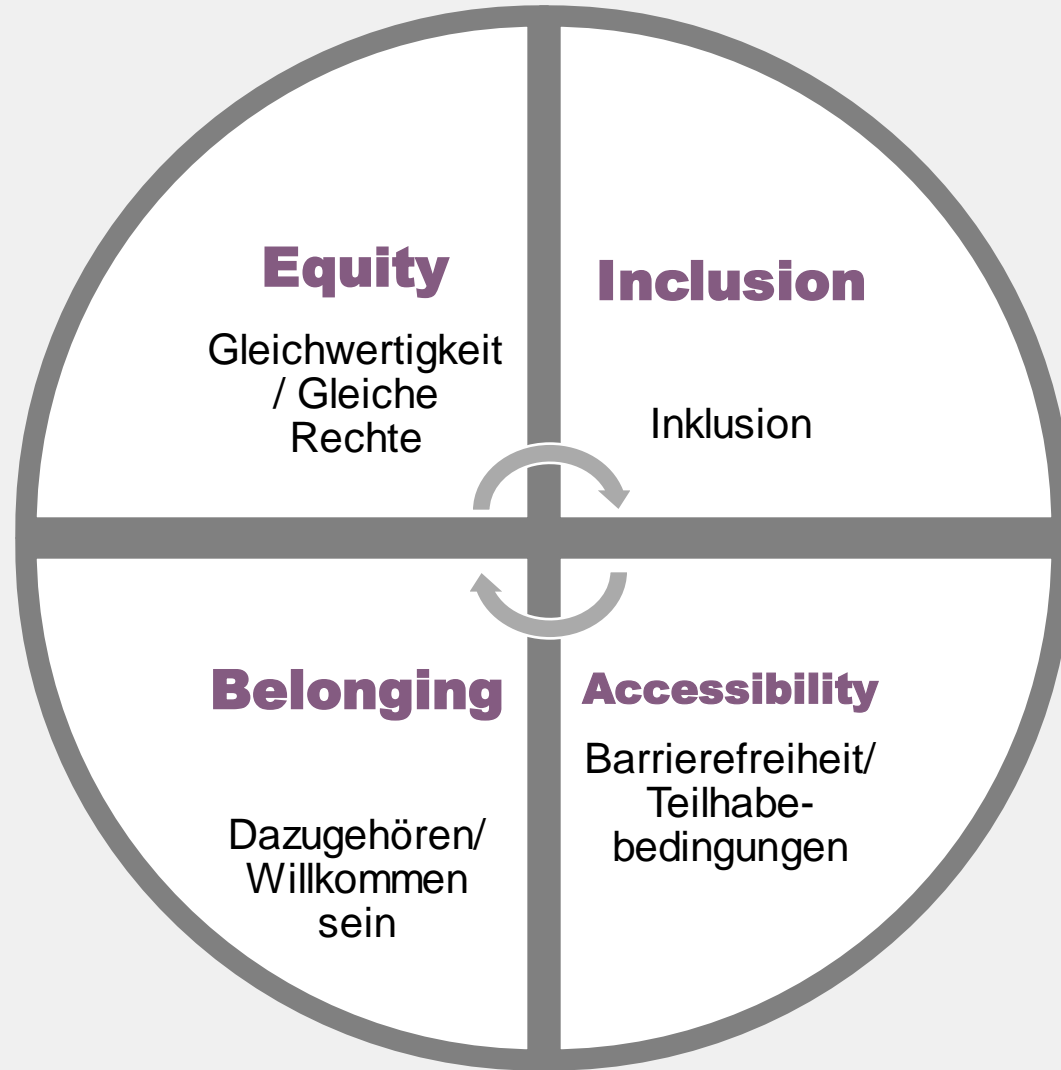 Equity
Gleichwertigkeit
/ Gleiche
Rechte
Inclusion
Inklusion
Belonging
Dazugehören/
Willkommen
sein
Accessibility
Barrierefreiheit/
Teilhabe-
bedingungen